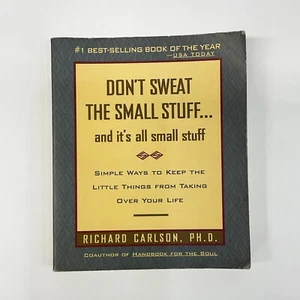 #1 BEST-SELLING BOOK OF THE YEAR
—USA TODAY
DON'T SWEAT
THE SMALL STUFF...
and it's all small stuff
SIMPLE WAYS TO KEEP THE
LITTLE THINGS FROM TAKING
OVER YOUR LIFE
RICHARD CARLSON, PH.D.
COAUTHOR OF HANDBOOK FOR THE SOUL